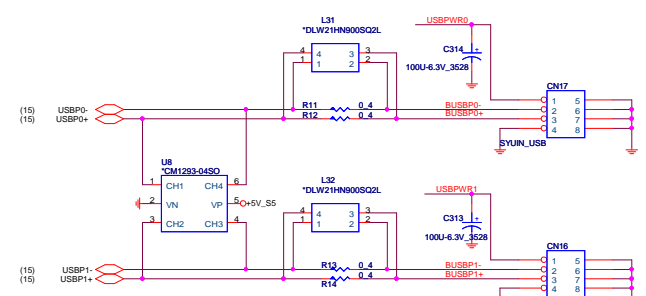 L31
*DLW21HN900SQ2L
4 3
1 2
4 3
1 2
USBPWR0
C314
+
100U-6.3V_3528
CN17
1 5
2 6
3 7
4 8
SYUIN_USB
(15) USBP0-
(15) USBP0+
R11 0_4
R12 0_4
BUSBP0-
BUSBP0+
U8
*CM1293-04SO
1 CH1 CH4 6
2 VN VP 5 +5V_S5
3 CH2 CH3 4
L32
*DLW21HN900SQ2L
4 3
1 2
4 3
1 2
USBPWR1
C313
+
100U-6.3V_3528
CN16
1 5
2 6
3 7
4 8
(15) USBP1-
(15) USBP1+
R13 0_4
R14 0_4
BUSBP1-
BUSBP1+